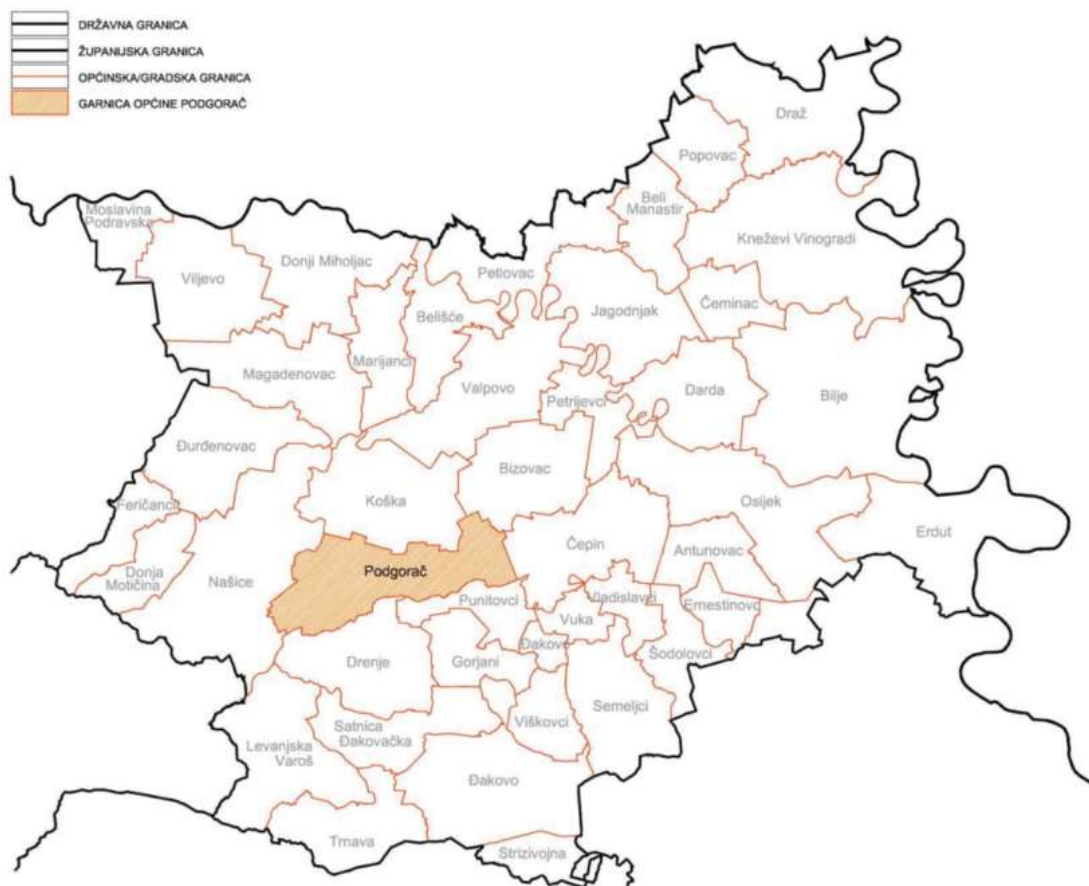 DRŽAVNA GRANICA
ŽUPANIJSKA GRANICA
OPĆINSKA/GRADSKA GRANICA
GARNICA OPĆINE PODGORAČ
Draž
Popovac
Beli
Manastir
Kneževi Vinogradi
Moslavina
Podravska
Viljevo
Donji Miholjac
Petlovac
Čeminac
Jagodnjak
Belišće
Marijanci
Magadenovac
Valpovo
Petrijevci
Darda
Bilje
Đurđenovac
Bizovac
Koška
Osijek
Feričanci
Erdut
Čepin
Antunovac
Podgorač
Donja
Motičina
Našice
Punitovci
Vladislavci
Ernestinovo
Vuka
Đakovo
Šodolovci
Drenje
Gorjani
Semeljci
Viškovci
Satnica
Đakovačka
Levanjska
Varoš
Đakovo
Trnava
Strizivojna